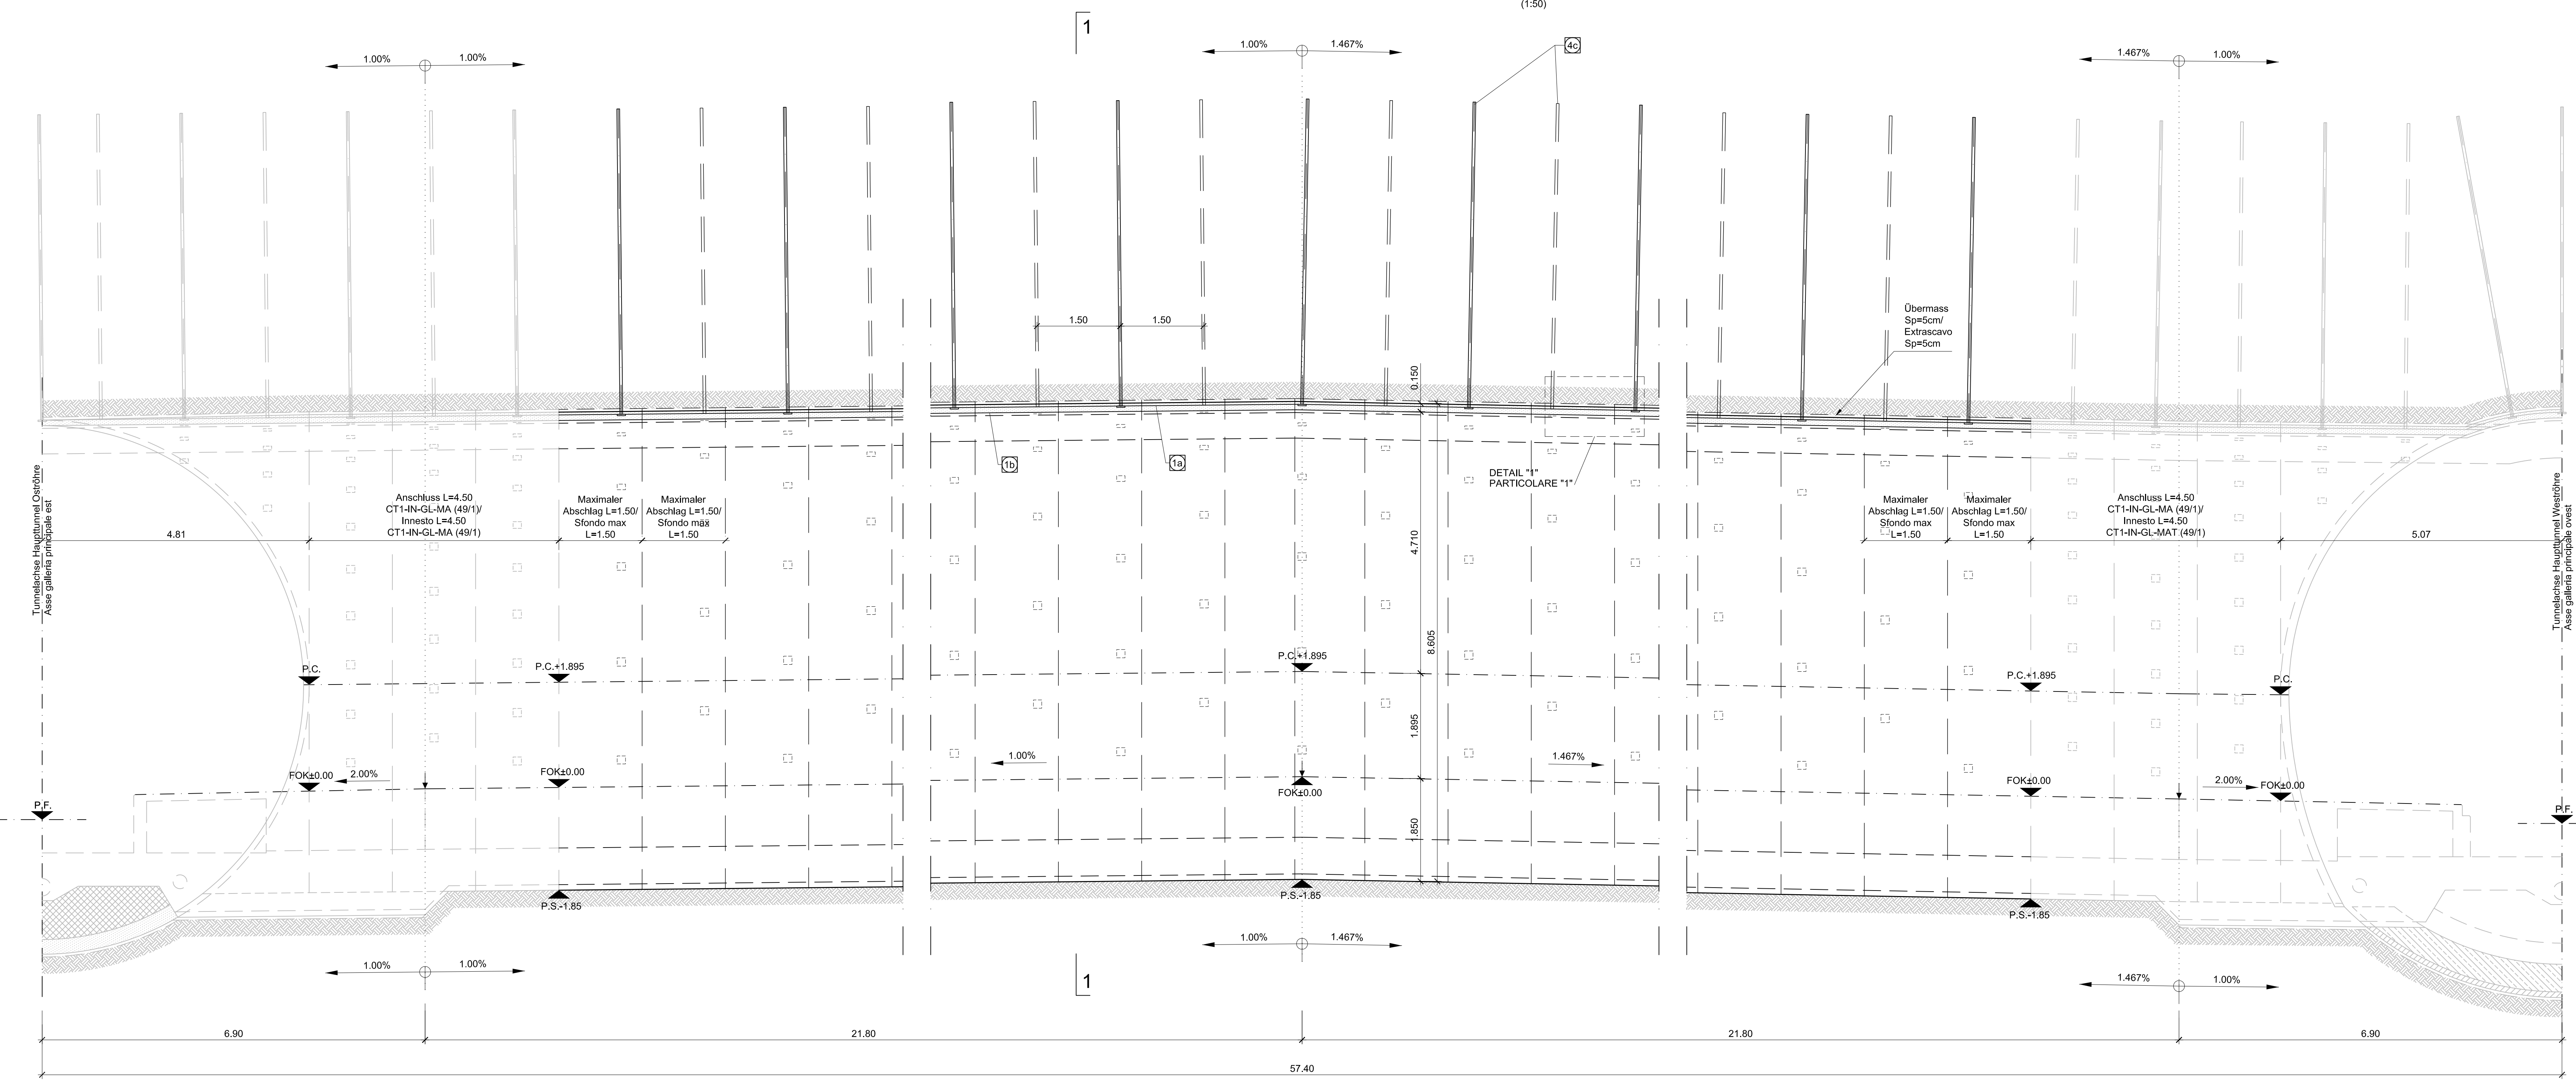 (1:50)
1
1.00%
1.00%
1.00%
1.467%
4c
1.467%
1.00%
Übermass
Sp=5cm/
Extrascavo
Sp=5cm
1.50
1.50
0.150
1b
1a
DETAIL "1"
PARTICOLARE "1"
Tunnelachse Haupttunnel Oströhre
Asse galleria principale est
4.81
Anschluss L=4.50
CT1-IN-GL-MA (49/1)/
Innesto L=4.50
CT1-IN-GL-MA (49/1)
Maximaler
Abschlag L=1.50/
Sfondo max
L=1.50
Maximaler
Abschlag L=1.50/
Sfondo max
L=1.50
4.710
8.605
Maximaler
Abschlag L=1.50/
Sfondo max
L=1.50
Maximaler
Abschlag L=1.50/
Sfondo max
L=1.50
Anschluss L=4.50
CT1-IN-GL-MA (49/1)/
Innesto L=4.50
CT1-IN-GL-MAT (49/1)
5.07
Tunnelachse Haupttunnel Weströhre
Asse galleria principale ovest
P.C.
P.C.+1.895
P.C.+1.895
P.C.+1.895
P.C.
1.895
FOK±0.00
2.00%
FOK±0.00
1.00%
1.467%
FOK±0.00
FOK±0.00
2.00%
FOK±0.00
P.F.
P.F.
1.850
P.S.-1.85
P.S.-1.85
P.S.-1.85
1.00%
1.00%
1.00%
1.467%
1.467%
1.00%
1
6.90
21.80
21.80
6.90
57.40